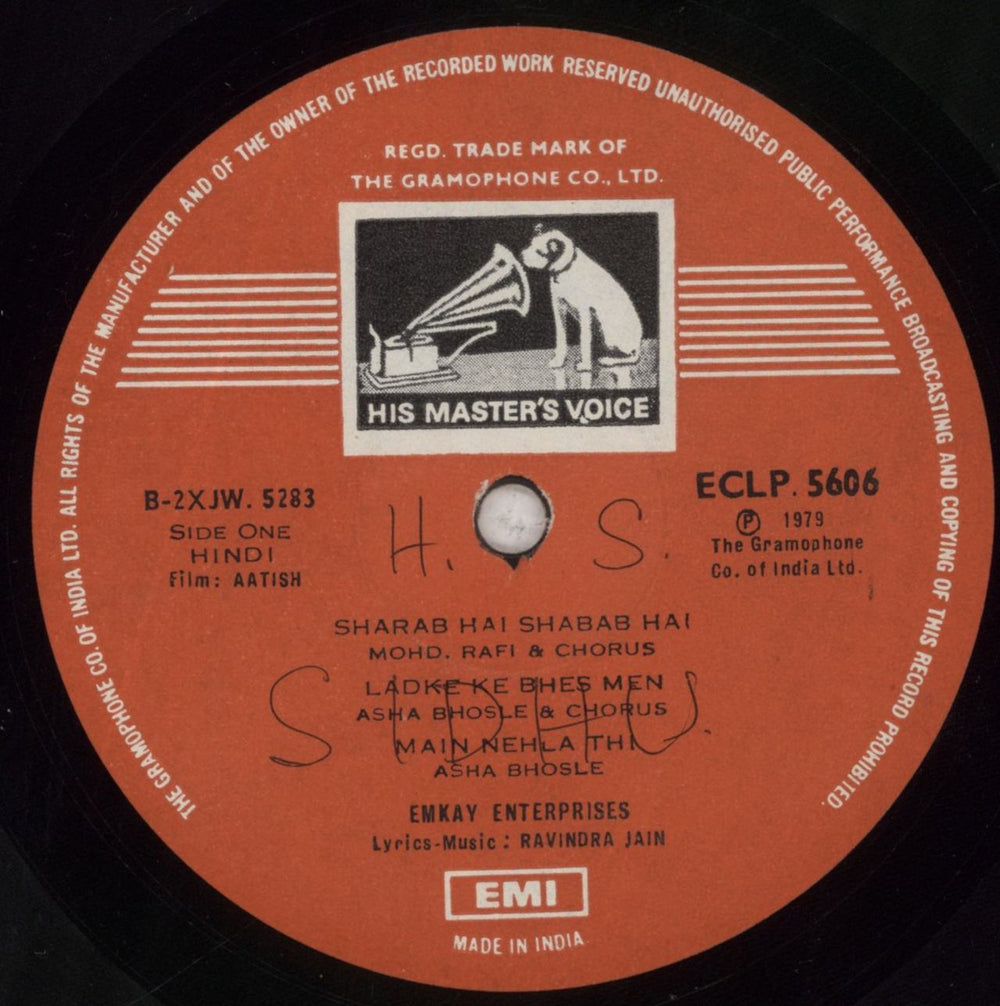 THE GRAMOPHONE CO. OF INDIA LTD. ALL RIGHTS OF THE MANUFACTURER AND OF THE OWNER OF THE RECORDED WORK RESERVED UNAUTHORISED PUBLIC PERFORMANCE BROADCASTING AND COPYING OF THIS RECORD PROHIBITED.
REGD. TRADE MARK OF
THE GRAMOPHONE CO., LTD.
HIS MASTER'S VOICE
B-2XJW. 5283
SIDE ONE
HINDI
Film: AATISH
ECLP. 5606
Ⓟ 1979
The Gramophone
Co. of India Ltd.
H. S.
SHARAB HAI SHABAB HAI
MOHD. RAFI & CHORUS
LADKE KE BHES MEN
ASHA BHOSLE & CHORUS
SIDHU.
MAIN NEHLA THI
ASHA BHOSLE
EMKAY ENTERPRISES
Lyrics-Music : RAVINDRA JAIN
EMI
MADE IN INDIA